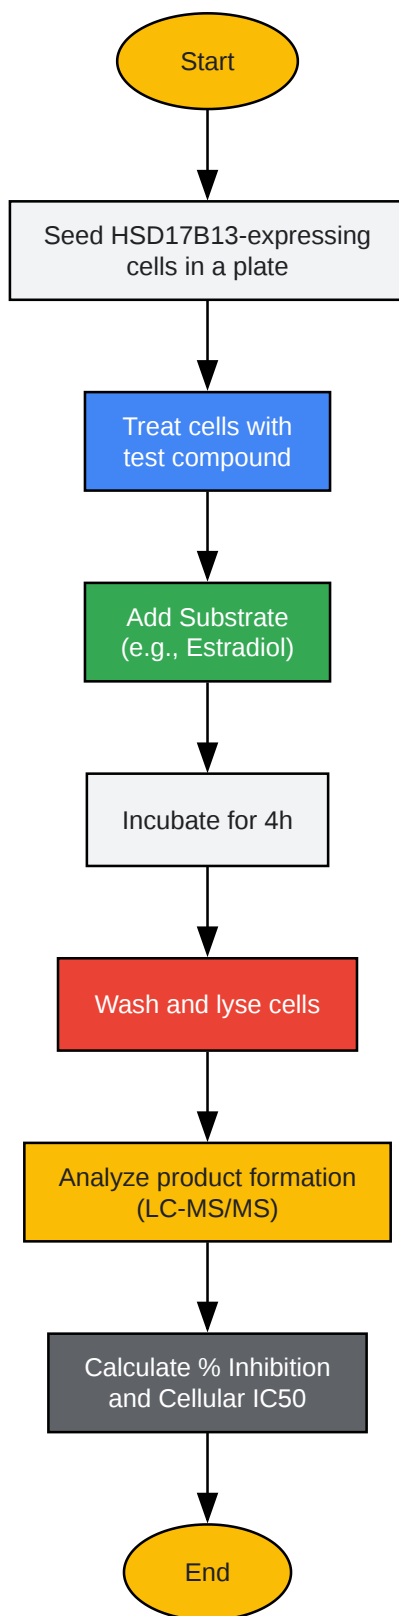 Start
Seed HSD17B13-expressing
cells in a plate
Treat cells with
test compound
Add Substrate
(e.g., Estradiol)
Incubate for 4h
Wash and lyse cells
Analyze product formation
(LC-MS/MS)
Calculate % Inhibition
and Cellular IC50
End